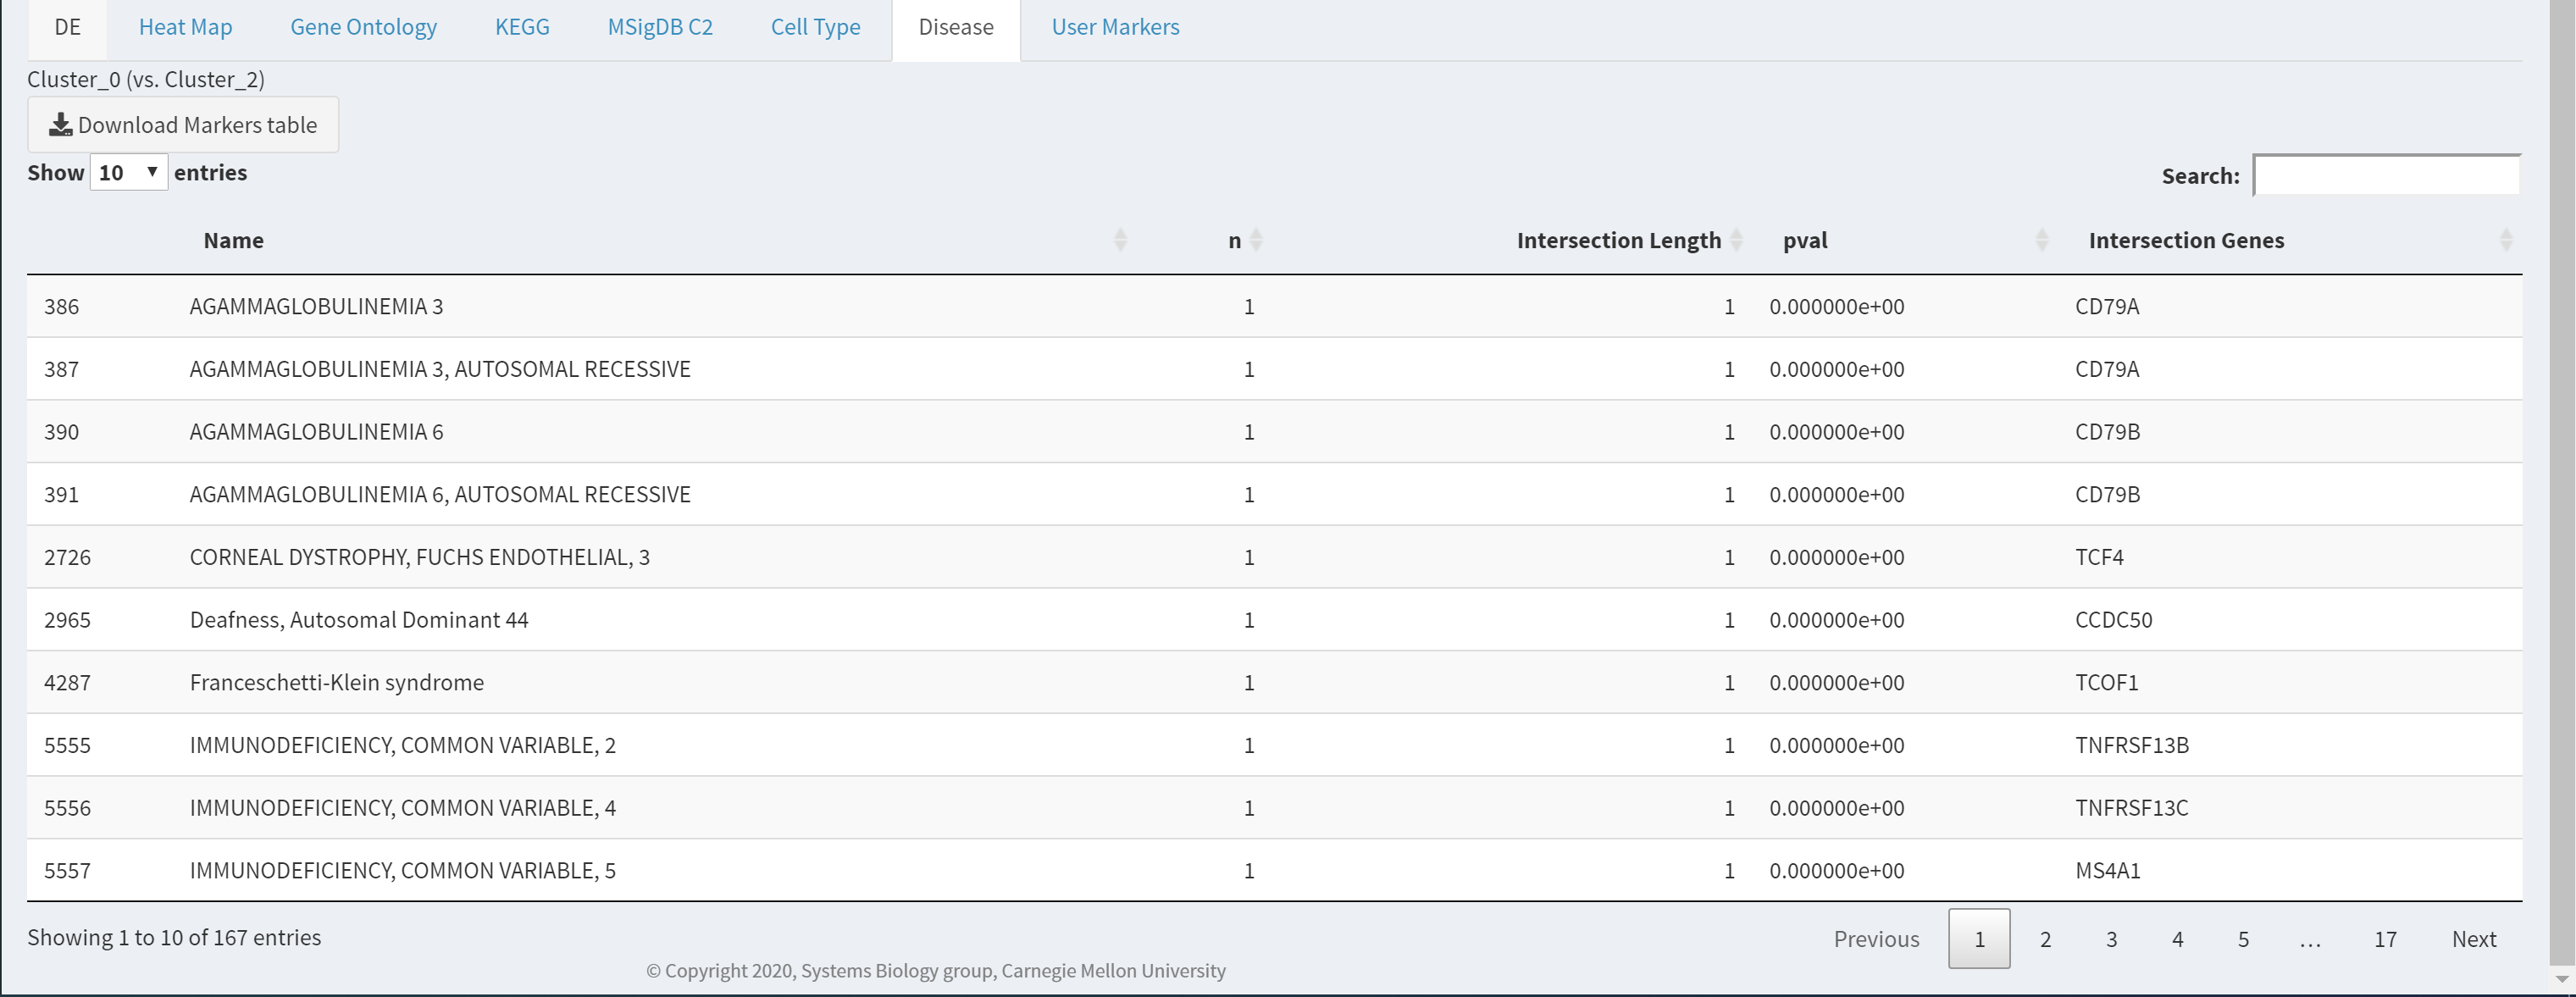 DE Heat Map Gene Ontology KEGG MSigDB C2 Cell Type Disease User Markers
Cluster_0 (vs. Cluster_2)
Download Markers table
Show 10 entries Search:
Name n Intersection Length pval Intersection Genes
386 AGAMMAGLOBULINEMIA 3 1 1 0.000000e+00 CD79A
387 AGAMMAGLOBULINEMIA 3, AUTOSOMAL RECESSIVE 1 1 0.000000e+00 CD79A
390 AGAMMAGLOBULINEMIA 6 1 1 0.000000e+00 CD79B
391 AGAMMAGLOBULINEMIA 6, AUTOSOMAL RECESSIVE 1 1 0.000000e+00 CD79B
2726 CORNEAL DYSTROPHY, FUCHS ENDOTHELIAL, 3 1 1 0.000000e+00 TCF4
2965 Deafness, Autosomal Dominant 44 1 1 0.000000e+00 CCDC50
4287 Franceschetti-Klein syndrome 1 1 0.000000e+00 TCOF1
5555 IMMUNODEFICIENCY, COMMON VARIABLE, 2 1 1 0.000000e+00 TNFRSF13B
5556 IMMUNODEFICIENCY, COMMON VARIABLE, 4 1 1 0.000000e+00 TNFRSF13C
5557 IMMUNODEFICIENCY, COMMON VARIABLE, 5 1 1 0.000000e+00 MS4A1
Showing 1 to 10 of 167 entries Previous 1 2 3 4 5 … 17 Next
© Copyright 2020, Systems Biology group, Carnegie Mellon University